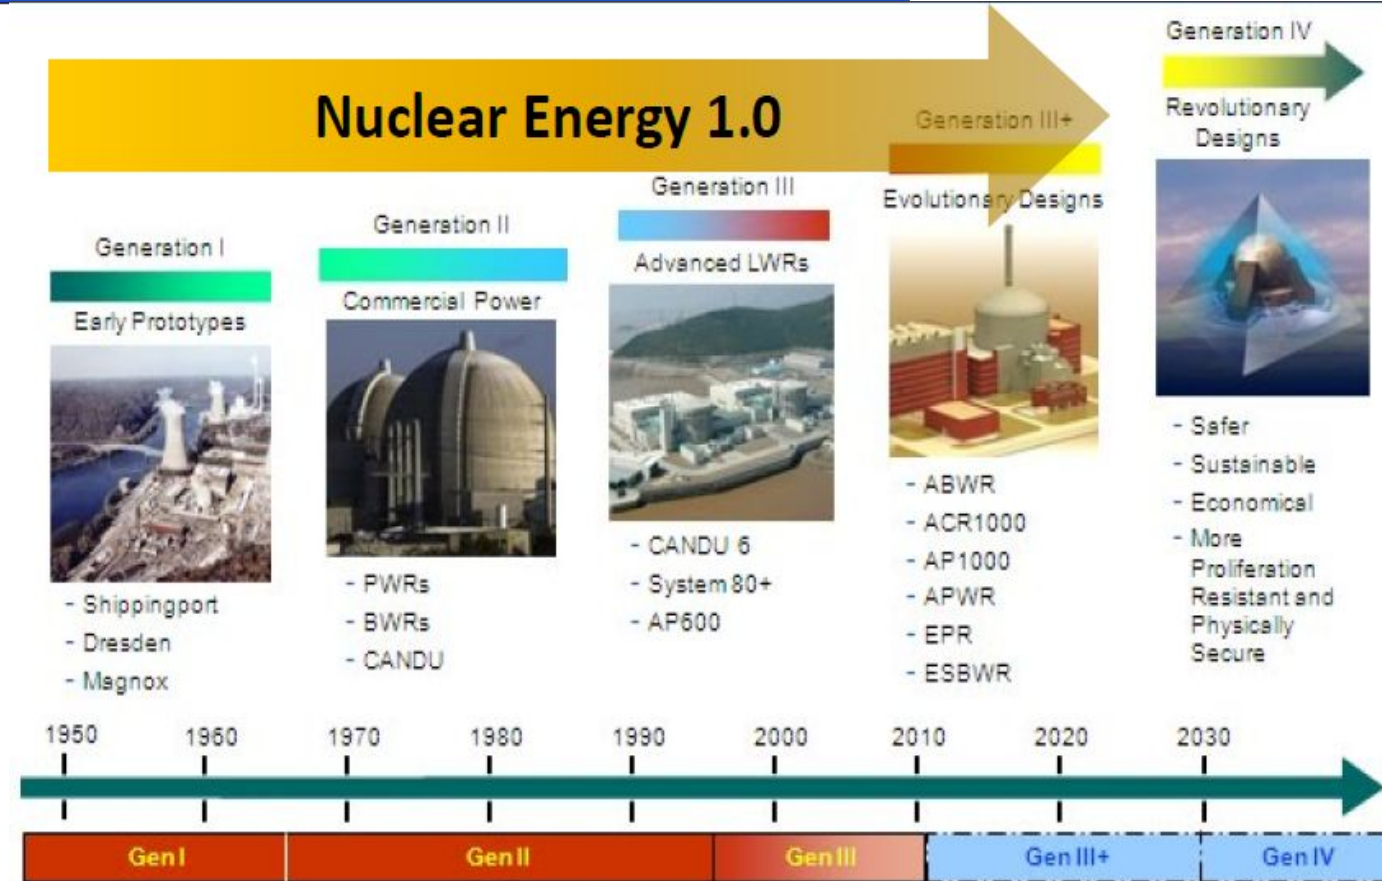 Nuclear Energy 1.0
Generation I
Early Prototypes
- Shippingport
- Dresden
- Magnox
Generation II
Commercial Power
- PWRs
- BWRs
- CANDU
Generation III
Advanced LWRs
- CANDU 6
- System 80+
- AP600
Generation III+
Evolutionary Designs
- ABWR
- ACR1000
- AP1000
- APWR
- EPR
- ESBWR
Generation IV
Revolutionary
Designs
- Safer
- Sustainable
- Economical
- More
Proliferation
Resistant and
Physically
Secure
1950 1960 1970 1980 1990 2000 2010 2020 2030
Gen I Gen II Gen III Gen III+ Gen IV